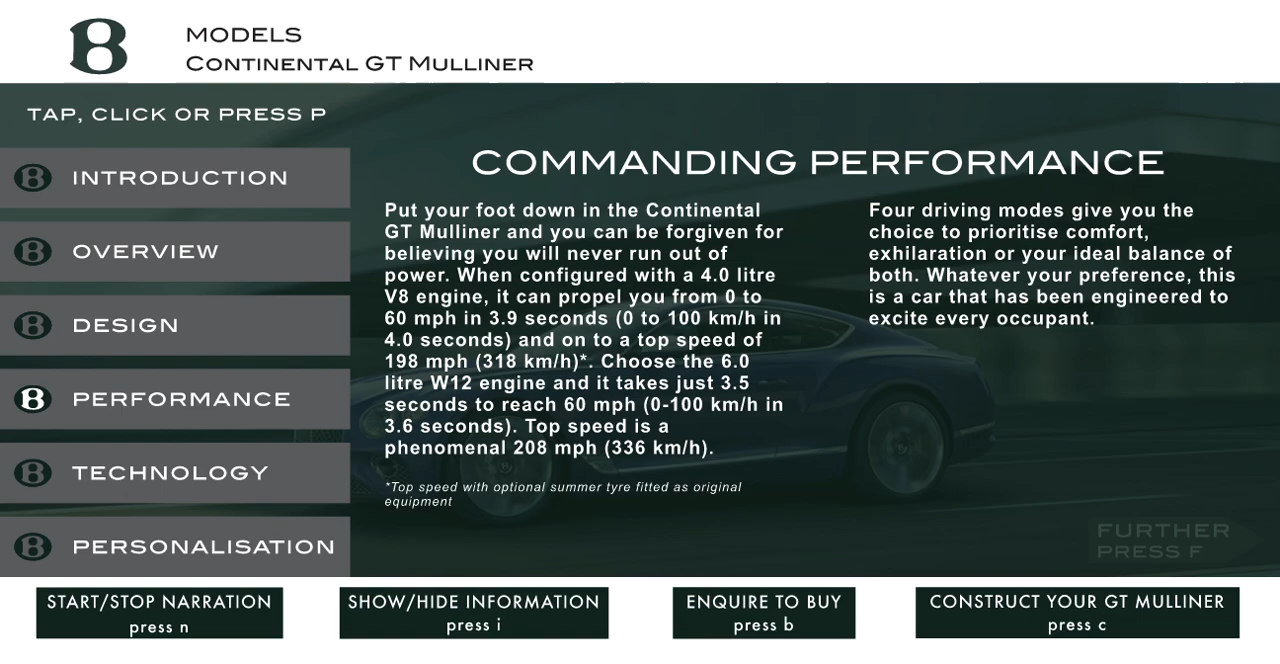 MODELS
CONTINENTAL GT MULLINER
TAP, CLICK OR PRESS P
INTRODUCTION
OVERVIEW
DESIGN
PERFORMANCE
TECHNOLOGY
PERSONALISATION
COMMANDING PERFORMANCE
Put your foot down in the Continental
GT Mulliner and you can be forgiven for
believing you will never run out of
power. When configured with a 4.0 litre
V8 engine, it can propel you from 0 to
60 mph in 3.9 seconds (0 to 100 km/h in
4.0 seconds) and on to a top speed of
198 mph (318 km/h)*. Choose the 6.0
litre W12 engine and it takes just 3.5
seconds to reach 60 mph (0-100 km/h in
3.6 seconds). Top speed is a
phenomenal 208 mph (336 km/h).
*Top speed with optional summer tyre fitted as original
equipment
Four driving modes give you the
choice to prioritise comfort,
exhilaration or your ideal balance of
both. Whatever your preference, this
is a car that has been engineered to
excite every occupant.
FURTHER
PRESS F
START/STOP NARRATION
press n
SHOW/HIDE INFORMATION
press i
ENQUIRE TO BUY
press b
CONSTRUCT YOUR GT MULLINER
press c